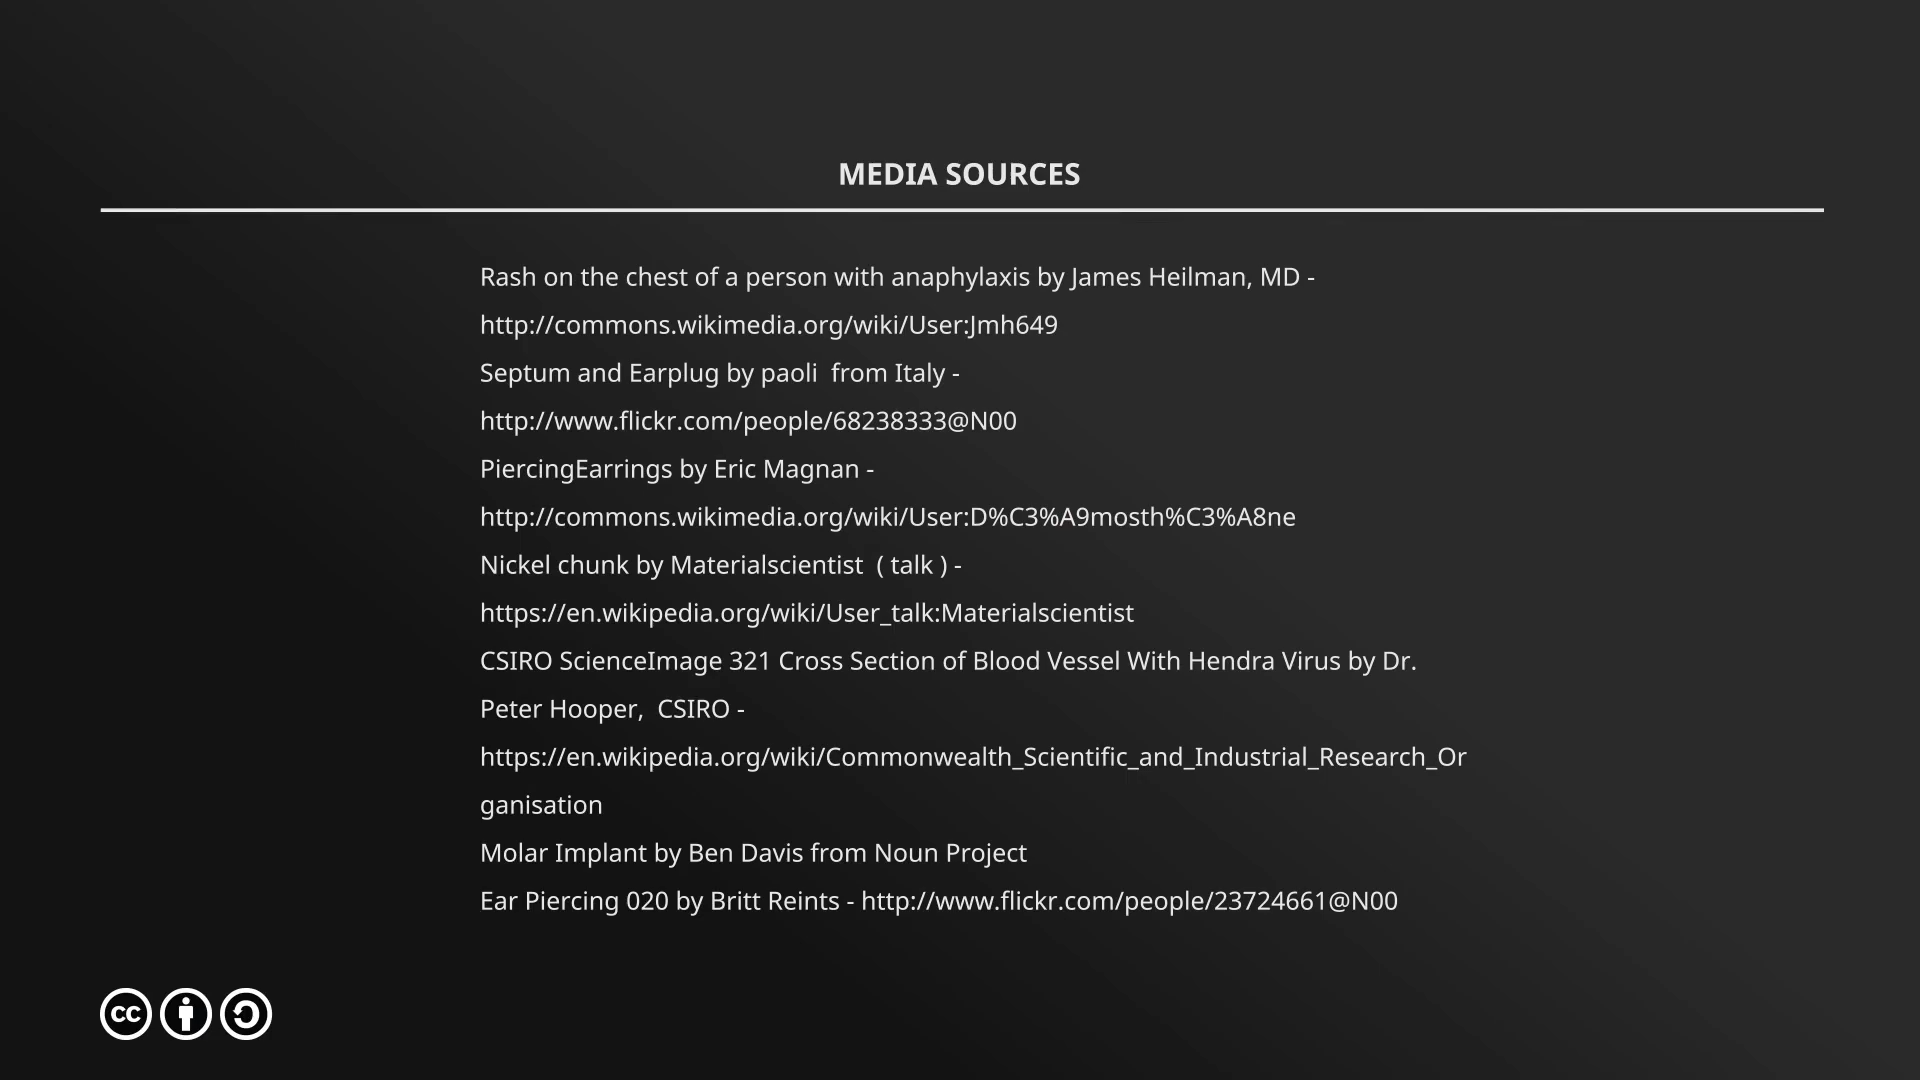 MEDIA SOURCES
Rash on the chest of a person with anaphylaxis by James Heilman, MD -
http://commons.wikimedia.org/wiki/User:Jmh649
Septum and Earplug by paoli  from Italy -
http://www.flickr.com/people/68238333@N00
PiercingEarrings by Eric Magnan -
http://commons.wikimedia.org/wiki/User:D%C3%A9mosth%C3%A8ne
Nickel chunk by Materialscientist  ( talk ) -
https://en.wikipedia.org/wiki/User_talk:Materialscientist
CSIRO ScienceImage 321 Cross Section of Blood Vessel With Hendra Virus by Dr.
Peter Hooper,  CSIRO -
https://en.wikipedia.org/wiki/Commonwealth_Scientific_and_Industrial_Research_Or
ganisation
Molar Implant by Ben Davis from Noun Project
Ear Piercing 020 by Britt Reints - http://www.flickr.com/people/23724661@N00
cc